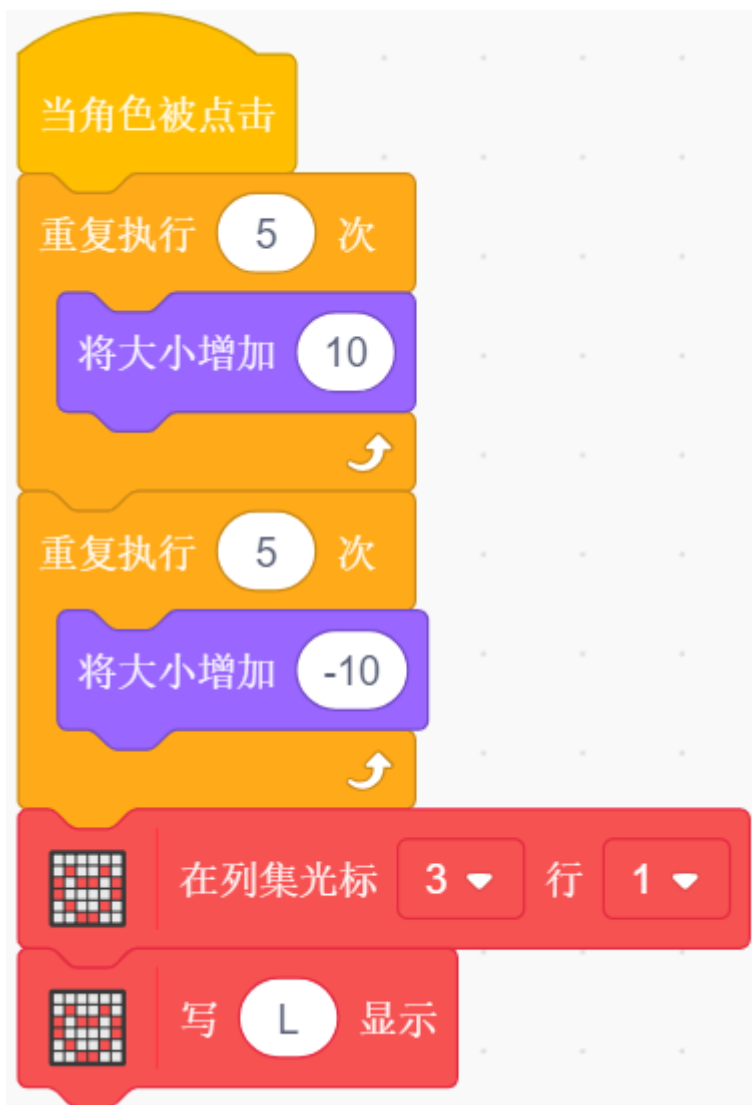 当角色被点击
重复执行 5 次
将大小增加 10
重复执行 5 次
将大小增加 -10
在列集光标 3 行 1
写 L 显示